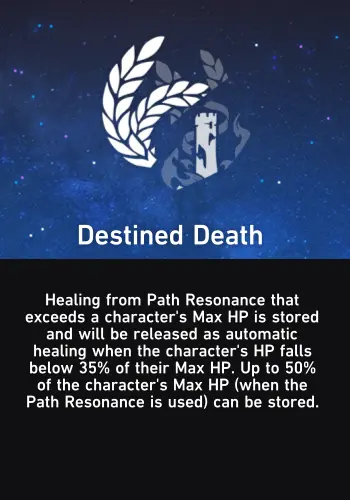 Destined Death
Healing from Path Resonance that
exceeds a character's Max HP is stored
and will be released as automatic
healing when the character's HP falls
below 35% of their Max HP. Up to 50%
of the character's Max HP (when the
Path Resonance is used) can be stored.